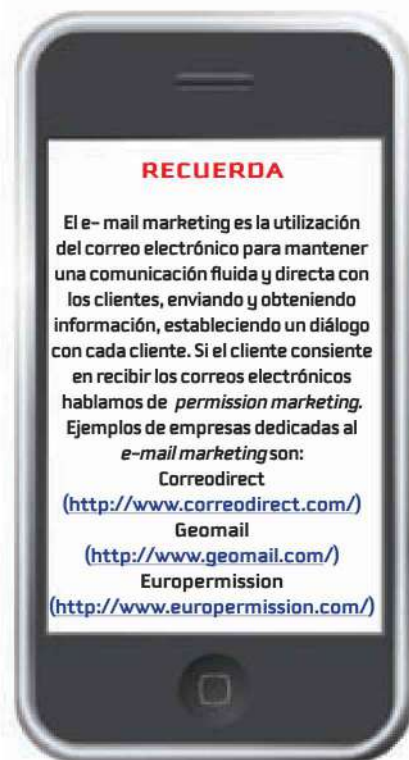 RECUERDA
El e- mail marketing es la utilización
del correo electrónico para mantener
una comunicación fluida y directa con
los clientes, enviando y obteniendo
información, estableciendo un diálogo
con cada cliente. Si el cliente consiente
en recibir los correos electrónicos
hablamos de permission marketing.
Ejemplos de empresas dedicadas al
e-mail marketing son:
Correodirect
(http://www.correodirect.com/)
Geomail
(http://www.geomail.com/)
Europermission
(http://www.europermission.com/)